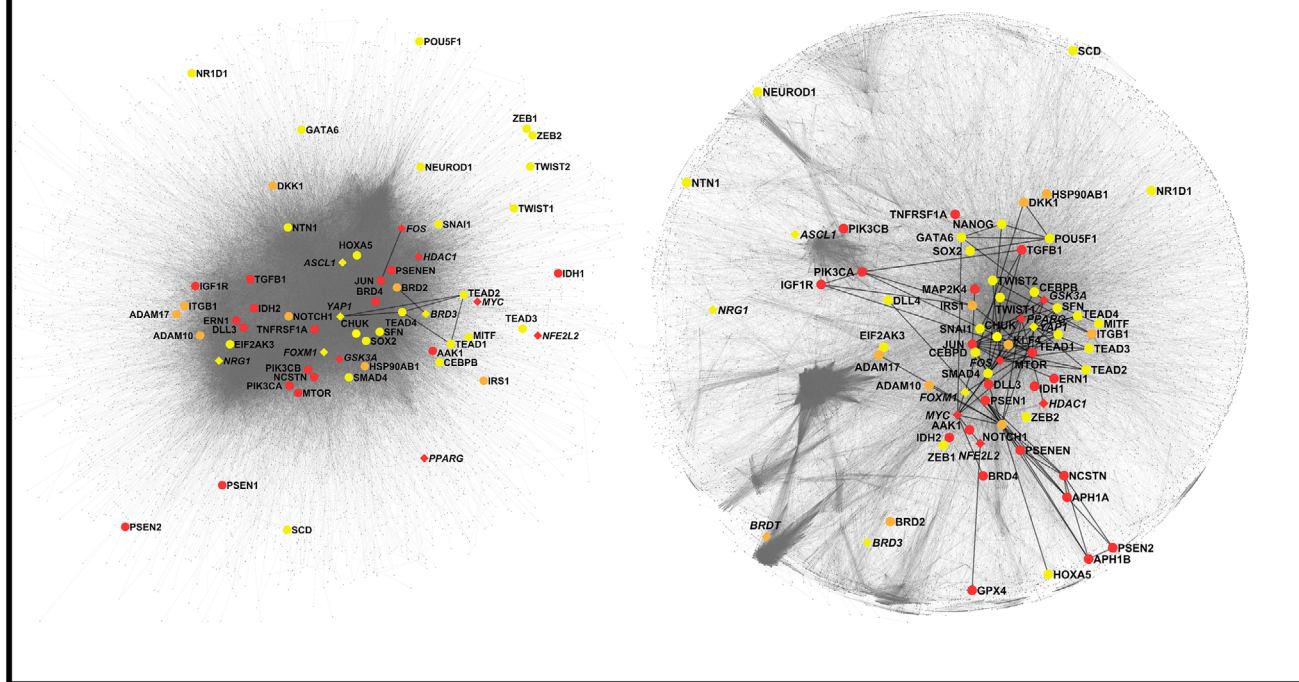 POU5F1
NR1D1
ZEB1
ZEB2
GATA6
NEUROD1
TWIST2
DKK1
TWIST1
NTN1
SNAI1
FOS
HOXA5
ASCL1
HDAC1
PSENEN
IDH1
TGFB1
JUN
IGF1R
BRD4
BRD2
TEAD2
MYC
ITGB1
ADAM17
IDH2
YAP1
NOTCH1
BRD3
ERN1
DLL3
TNFRSF1A
CHUK
TEAD4
SFN
TEAD3
ADAM10
MITF
NFE2L2
EIF2AK3
SOX2
TEAD1
NRG1
FOXM1
GSK3A
AAK1
CEBPB
PIK3CB
HSP90AB1
NCSTN
SMAD4
IRS1
PIK3CA
MTOR
PPARG
PSEN1
PSEN2
SCD
SCD
NEUROD1
NTN1
NR1D1
HSP90AB1
DKK1
TNFRSF1A
NANOG
ASCL1
PIK3CB
GATA6
POU5F1
SOX2
TGFB1
PIK3CA
IGF1R
TWIST2
MAP2K4
CEBPB
GSK3A
DLL4
IRS1
TWIST1
SFN
NRG1
PPARG
TEAD4
YAP1
MITF
SNAI1
CHUK
ITGB1
EIF2AK3
JUN
KLF4
TEAD1
TEAD3
CEBPD
ADAM17
FOS
MTOR
TEAD2
SMAD4
ERN1
ADAM10
DLL3
IDH1
FOXM1
PSEN1
HDAC1
MYC
ZEB2
AAK1
IDH2
NOTCH1
ZEB1
NFE2L2
PSENEN
BRD4
NCSTN
APH1A
BRDT
BRD2
BRD3
PSEN2
APH1B
HOXA5
GPX4